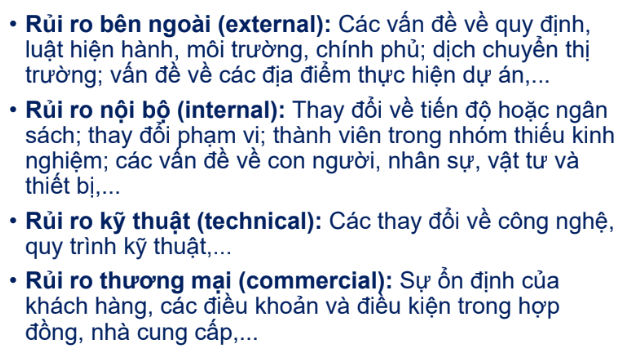 • Rủi ro bên ngoài (external): Các vấn đề về quy định,
luật hiện hành, môi trường, chính phủ; dịch chuyển thị
trường; vấn đề về các địa điểm thực hiện dự án,...
• Rủi ro nội bộ (internal): Thay đổi về tiến độ hoặc ngân
sách; thay đổi phạm vi; thành viên trong nhóm thiếu kinh
nghiệm; các vấn đề về con người, nhân sự, vật tư và
thiết bị,...
• Rủi ro kỹ thuật (technical): Các thay đổi về công nghệ,
quy trình kỹ thuật,...
• Rủi ro thương mại (commercial): Sự ổn định của
khách hàng, các điều khoản và điều kiện trong hợp
đồng, nhà cung cấp,...